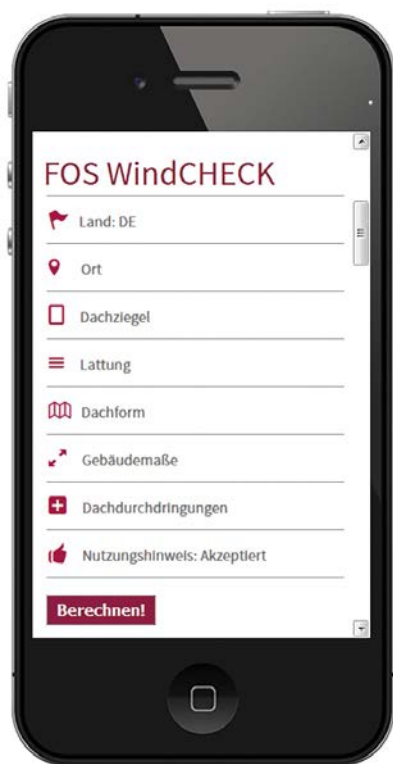 FOS WindCHECK
Land: DE
Ort
Dachziegel
Lattung
Dachform
Gebäudemaße
Dachdurchdringungen
Nutzungshinweis: Akzeptiert
Berechnen!